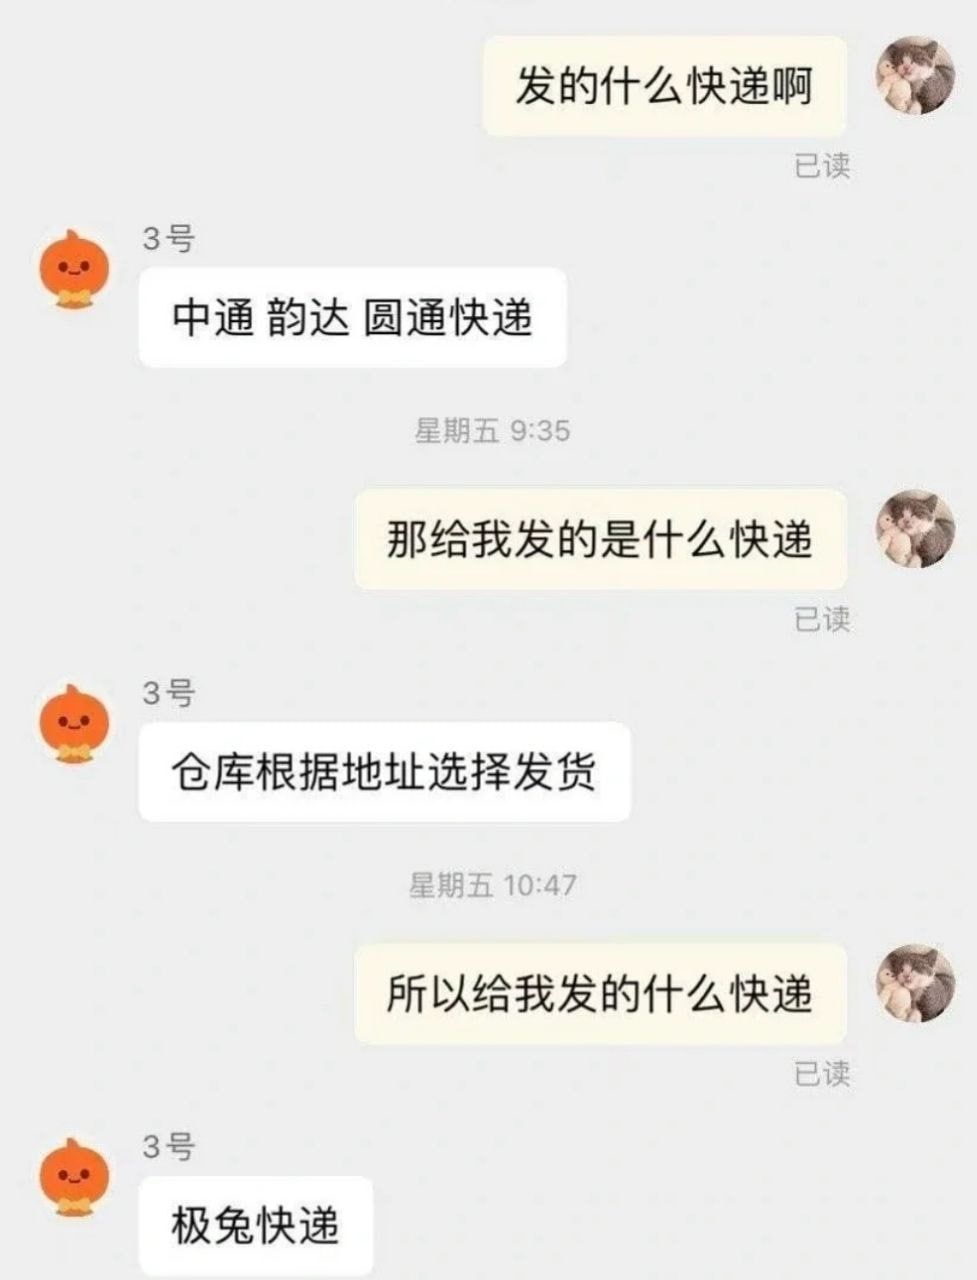 发的什么快递啊
已读
3号
中通 韵达 圆通快递
星期五 9:35
那给我发的是什么快递
已读
3号
仓库根据地址选择发货
星期五 10:47
所以给我发的什么快递
已读
3号
极兔快递